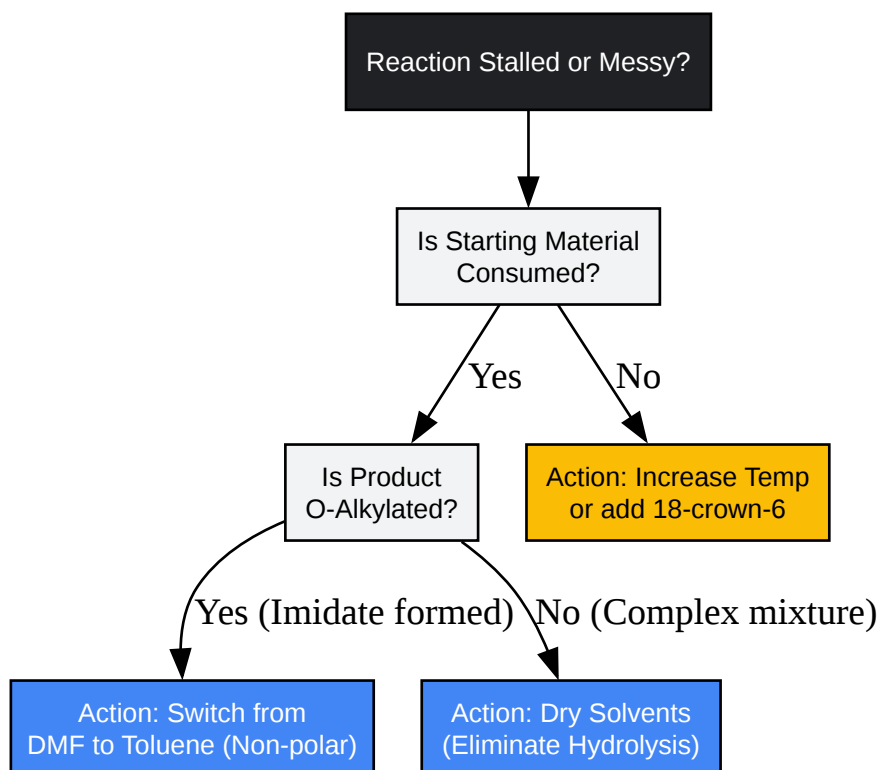 Reaction Stalled or Messy?
Is Starting Material
Consumed?
Yes
No
Is Product
O-Alkylated?
Action: Increase Temp
or add 18-crown-6
Yes (Imidate formed)
No (Complex mixture)
Action: Switch from
DMF to Toluene (Non-polar)
Action: Dry Solvents
(Eliminate Hydrolysis)